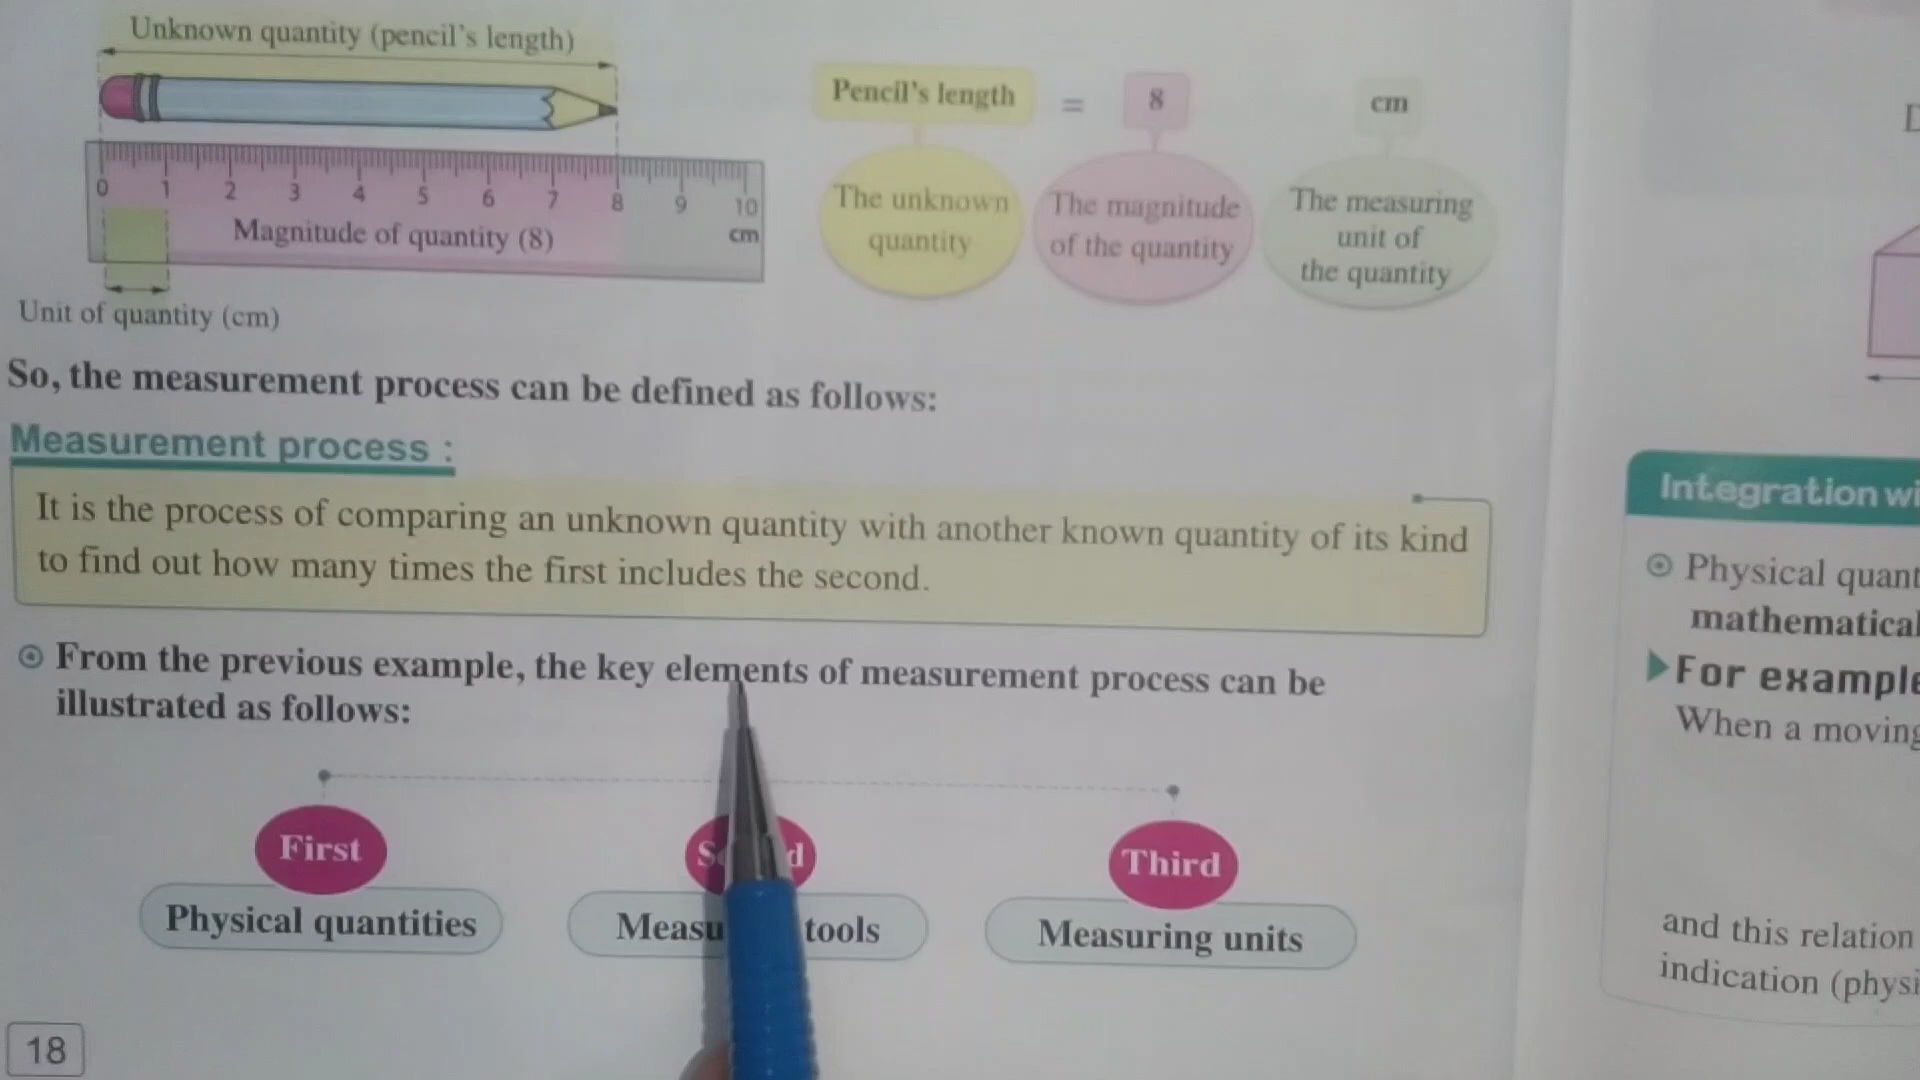 Unknown quantity (pencil's length)
0 1 2 3 4 5 6 7 8 9 10
Magnitude of quantity (8)
cm
Unit of quantity (cm)
Pencil's length = 8 cm
The unknown
quantity
The magnitude
of the quantity
The measuring
unit of
the quantity
So, the measurement process can be defined as follows:
Measurement process :
It is the process of comparing an unknown quantity with another known quantity of its kind
to find out how many times the first includes the second.
From the previous example, the key elements of measurement process can be
illustrated as follows:
First
Physical quantities
tools
Third
Measuring units
18
Integration
Physical
mathematical
For example
When a moving
and this relation
indication